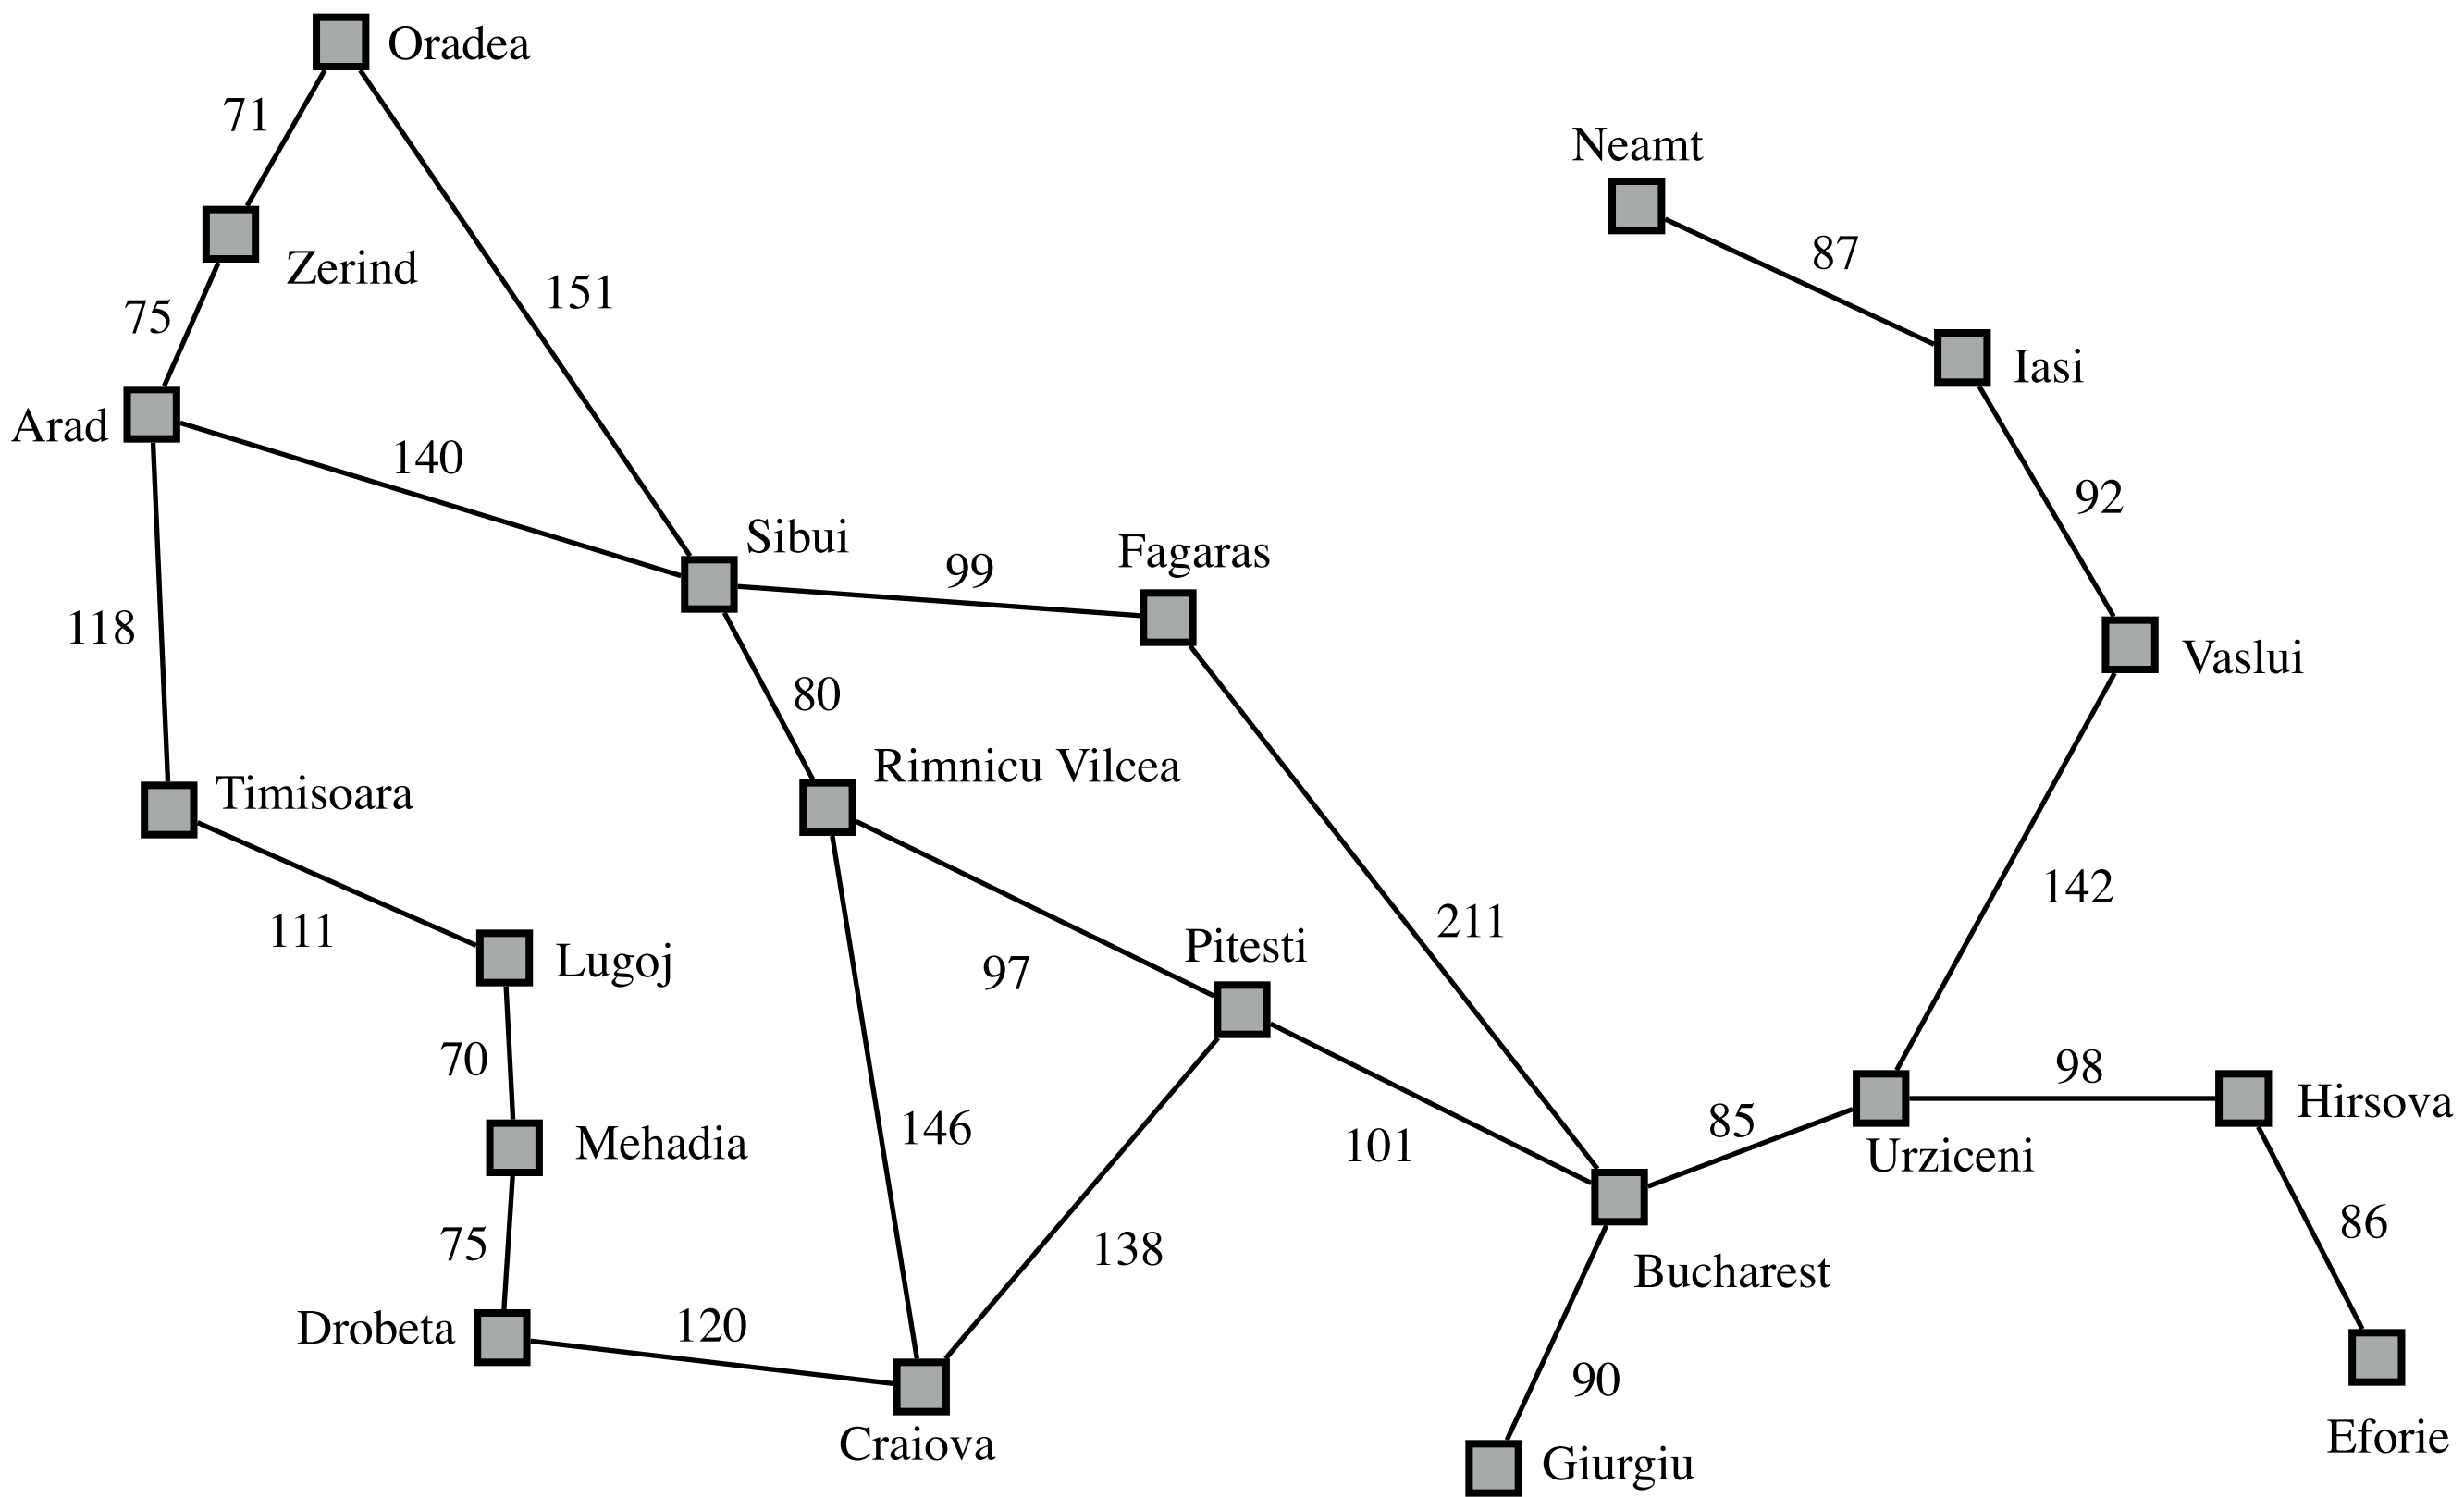 Oradea
71
Neamt
87
Zerind
151
75
Iasi
Arad
140
92
Sibui
99
Fagaras
118
Vaslui
80
Rimnicu Vilcea
Timisoara
142
111
211
Lugoj
97
Pitesti
70
98
Hirsova
85
Mehadia
146
101
Urziceni
86
75
138
Bucharest
Drobeta
120
90
Craiova
Giurgiu
Eforie